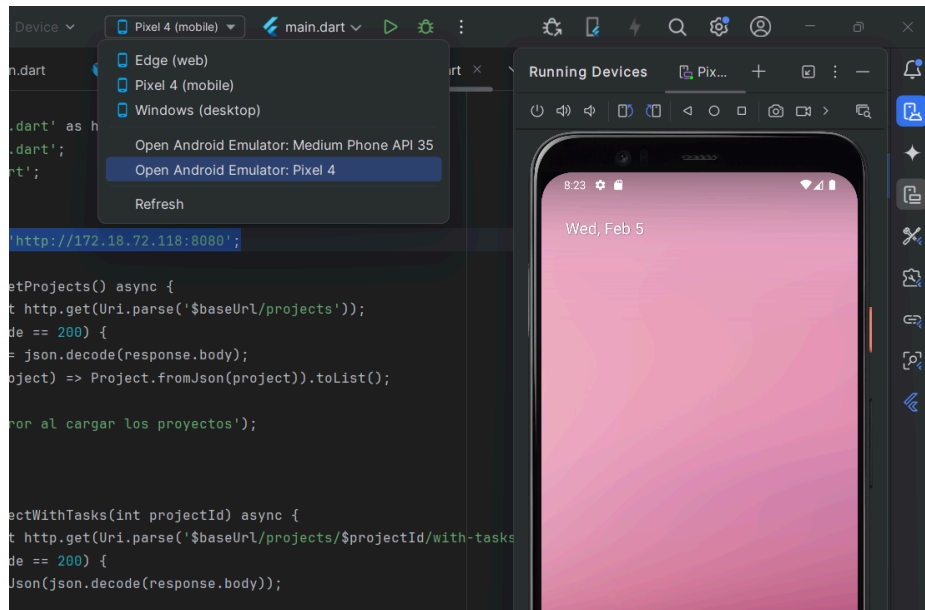 Device Pixel 4 (mobile) main.dart
Edge (web)
Pixel 4 (mobile)
Windows (desktop)
Open Android Emulator: Medium Phone API 35
Open Android Emulator: Pixel 4
Refresh
n.dart
rt ×
.dart' as h
.dart';
rt';
'http://172.18.72.118:8080';
etProjects() async {
t http.get(Uri.parse('$baseUrl/projects'));
de == 200) {
= json.decode(response.body);
oject) => Project.fromJson(project)).toList();
ror al cargar los proyectos');
ectWithTasks(int projectId) async {
t http.get(Uri.parse('$baseUrl/projects/$projectId/with-tasks
de == 200) {
Json(json.decode(response.body));
Running Devices Pix...
8:23
Wed, Feb 5